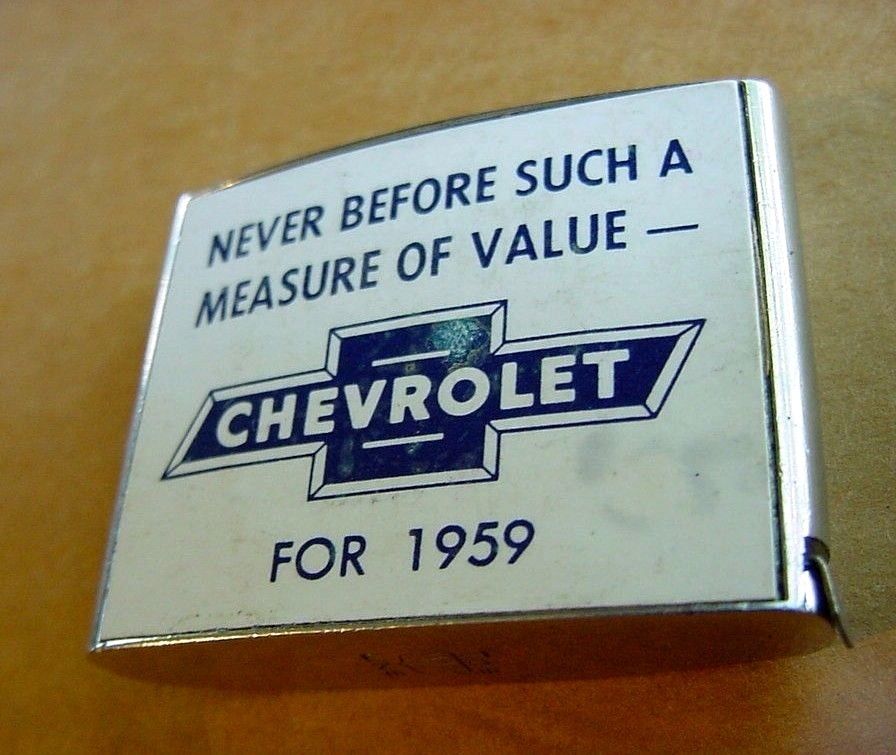 NEVER BEFORE SUCH A
MEASURE OF VALUE —
CHEVROLET
FOR 1959